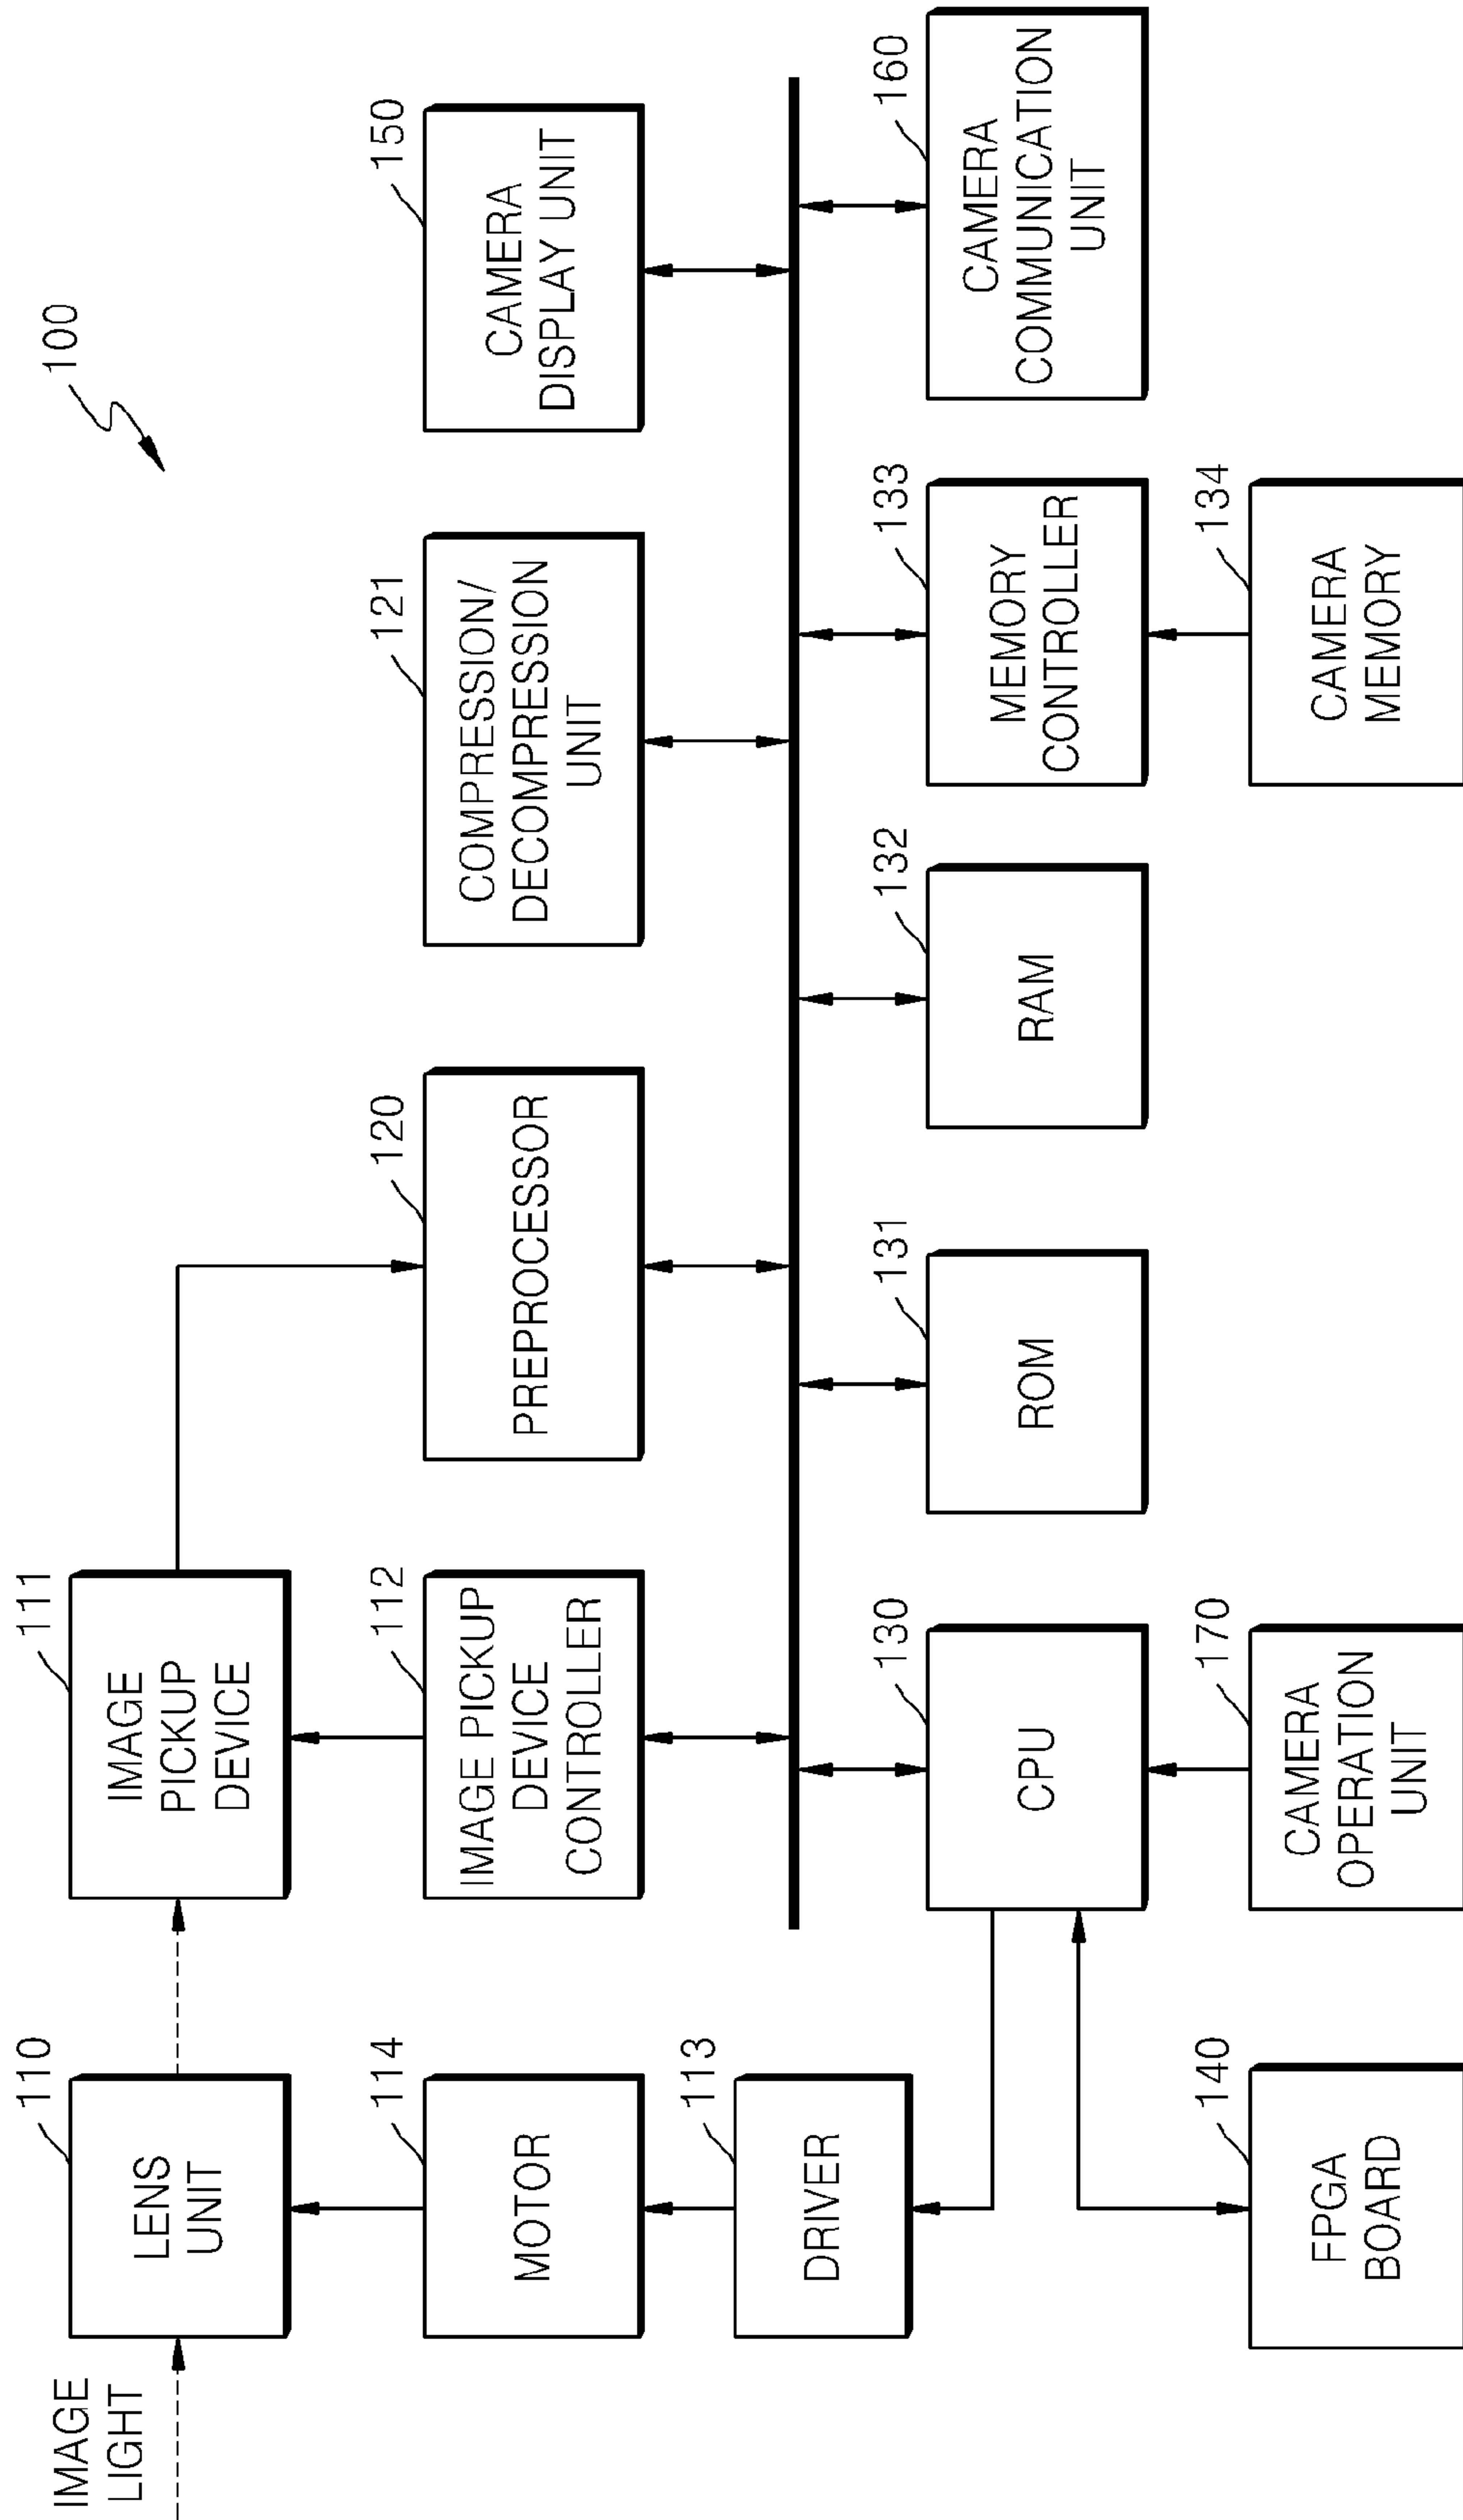 100
IMAGE
LIGHT
110
LENS
UNIT
111
IMAGE
PICKUP
DEVICE
114
MOTOR
112
IMAGE PICKUP
DEVICE
CONTROLLER
120
PREPROCESSOR
121
COMPRESSION/
DECOMPRESSION
UNIT
150
CAMERA
DISPLAY UNIT
113
DRIVER
130
CPU
131
ROM
132
RAM
133
MEMORY
CONTROLLER
160
CAMERA
COMMUNICATION
UNIT
140
FPGA
BOARD
170
CAMERA
OPERATION
UNIT
134
CAMERA
MEMORY